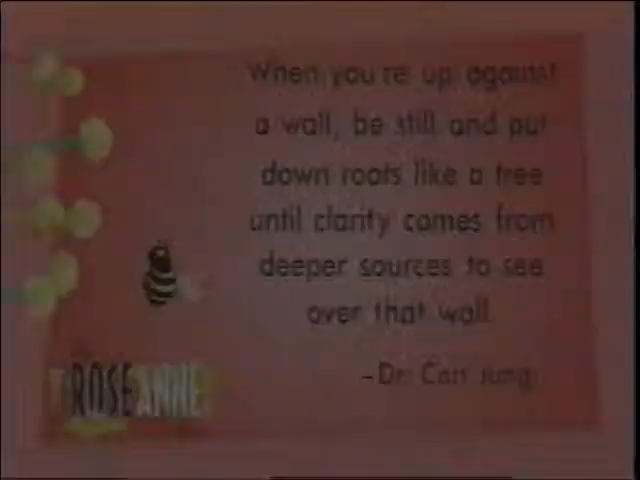 When you're up against
a wall, be still and put
down roots like a tree
until clarity comes from
deeper sources to see
over that wall.
-Dr. Carl Jung
ROSEANNE